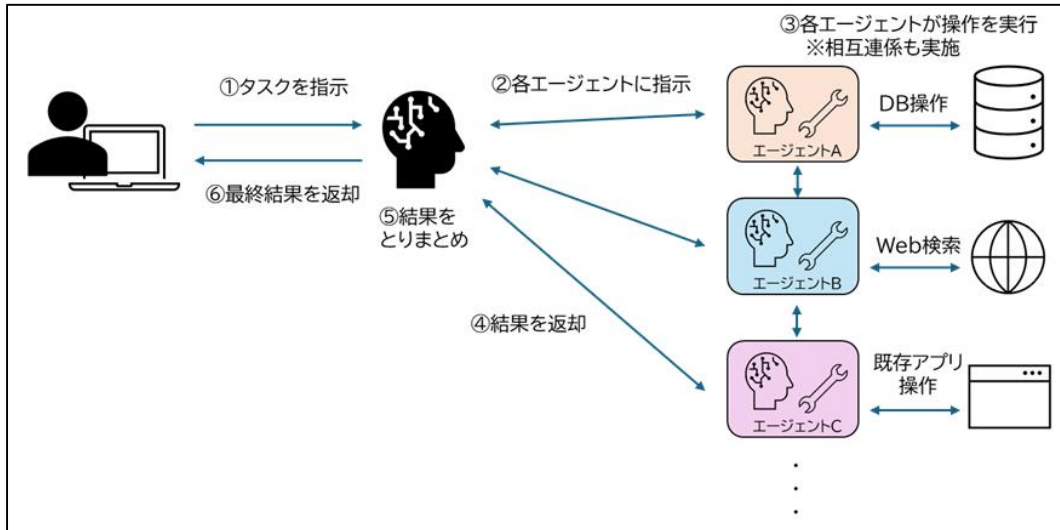 ③各エージェントが操作を実行
※相互連係も実施
①タスクを指示
②各エージェントに指示
DB操作
エージェントA
⑥最終結果を返却
⑤結果を
とりまとめ
Web検索
エージェントB
④結果を返却
既存アプリ
操作
エージェントC